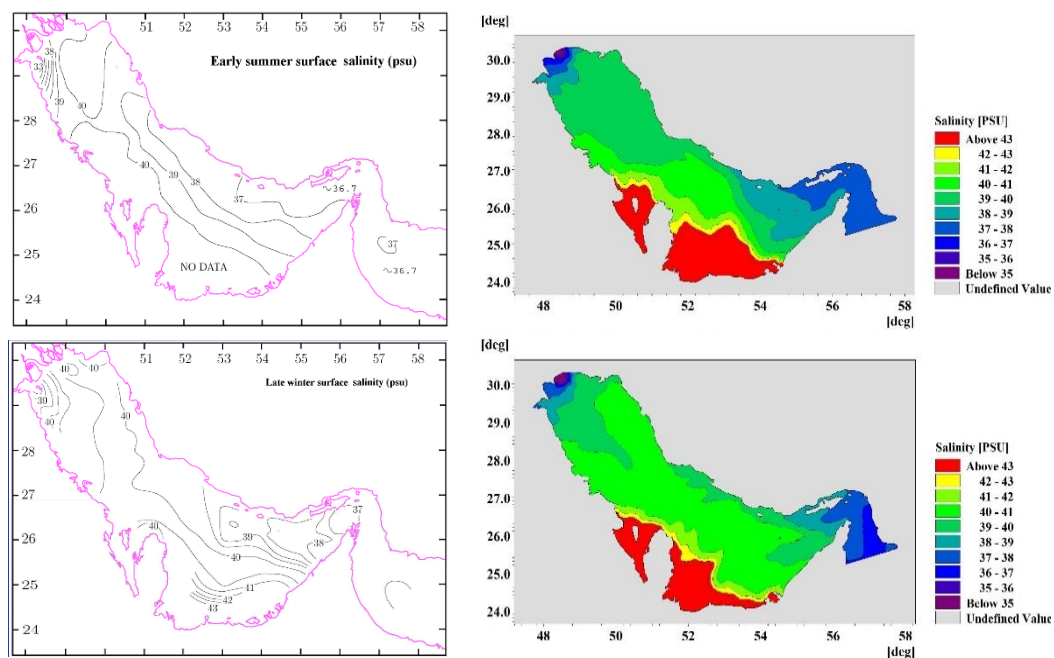 51 52 53 54 55 56 57
Early summer surface salinity (psu)
38
33
39
40
28
27
26
25
24
40
39
38
37
~36.7
37
~36.7
NO DATA
[deg]
30.0
29.0
28.0
27.0
26.0
25.0
24.0
48 50 52 54 56 58
[deg]
Salinity [PSU]
Above 43
42 - 43
41 - 42
40 - 41
39 - 40
38 - 39
37 - 38
36 - 37
35 - 36
Below 35
Undefined Value
51 52 53 54 55 56 57
Late winter surface salinity (psu)
40
40
39
40
40
28
27
26
25
24
37
39
38
40
40
41
42
43
[deg]
30.0
29.0
28.0
27.0
26.0
25.0
24.0
48 50 52 54 56 58
[deg]
Salinity [PSU]
Above 43
42 - 43
41 - 42
40 - 41
39 - 40
38 - 39
37 - 38
36 - 37
35 - 36
Below 35
Undefined Value